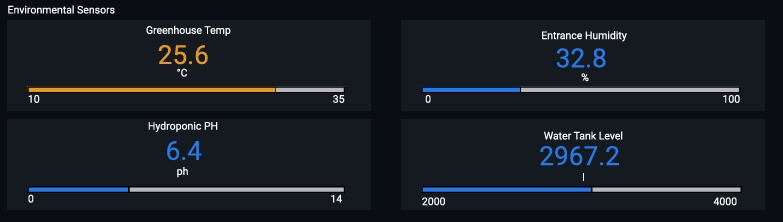 Environmental Sensors
Greenhouse Temp
25.6
°C
10 35
Entrance Humidity
32.8
%
0 100
Hydroponic PH
6.4
ph
0 14
Water Tank Level
2967.2
l
2000 4000